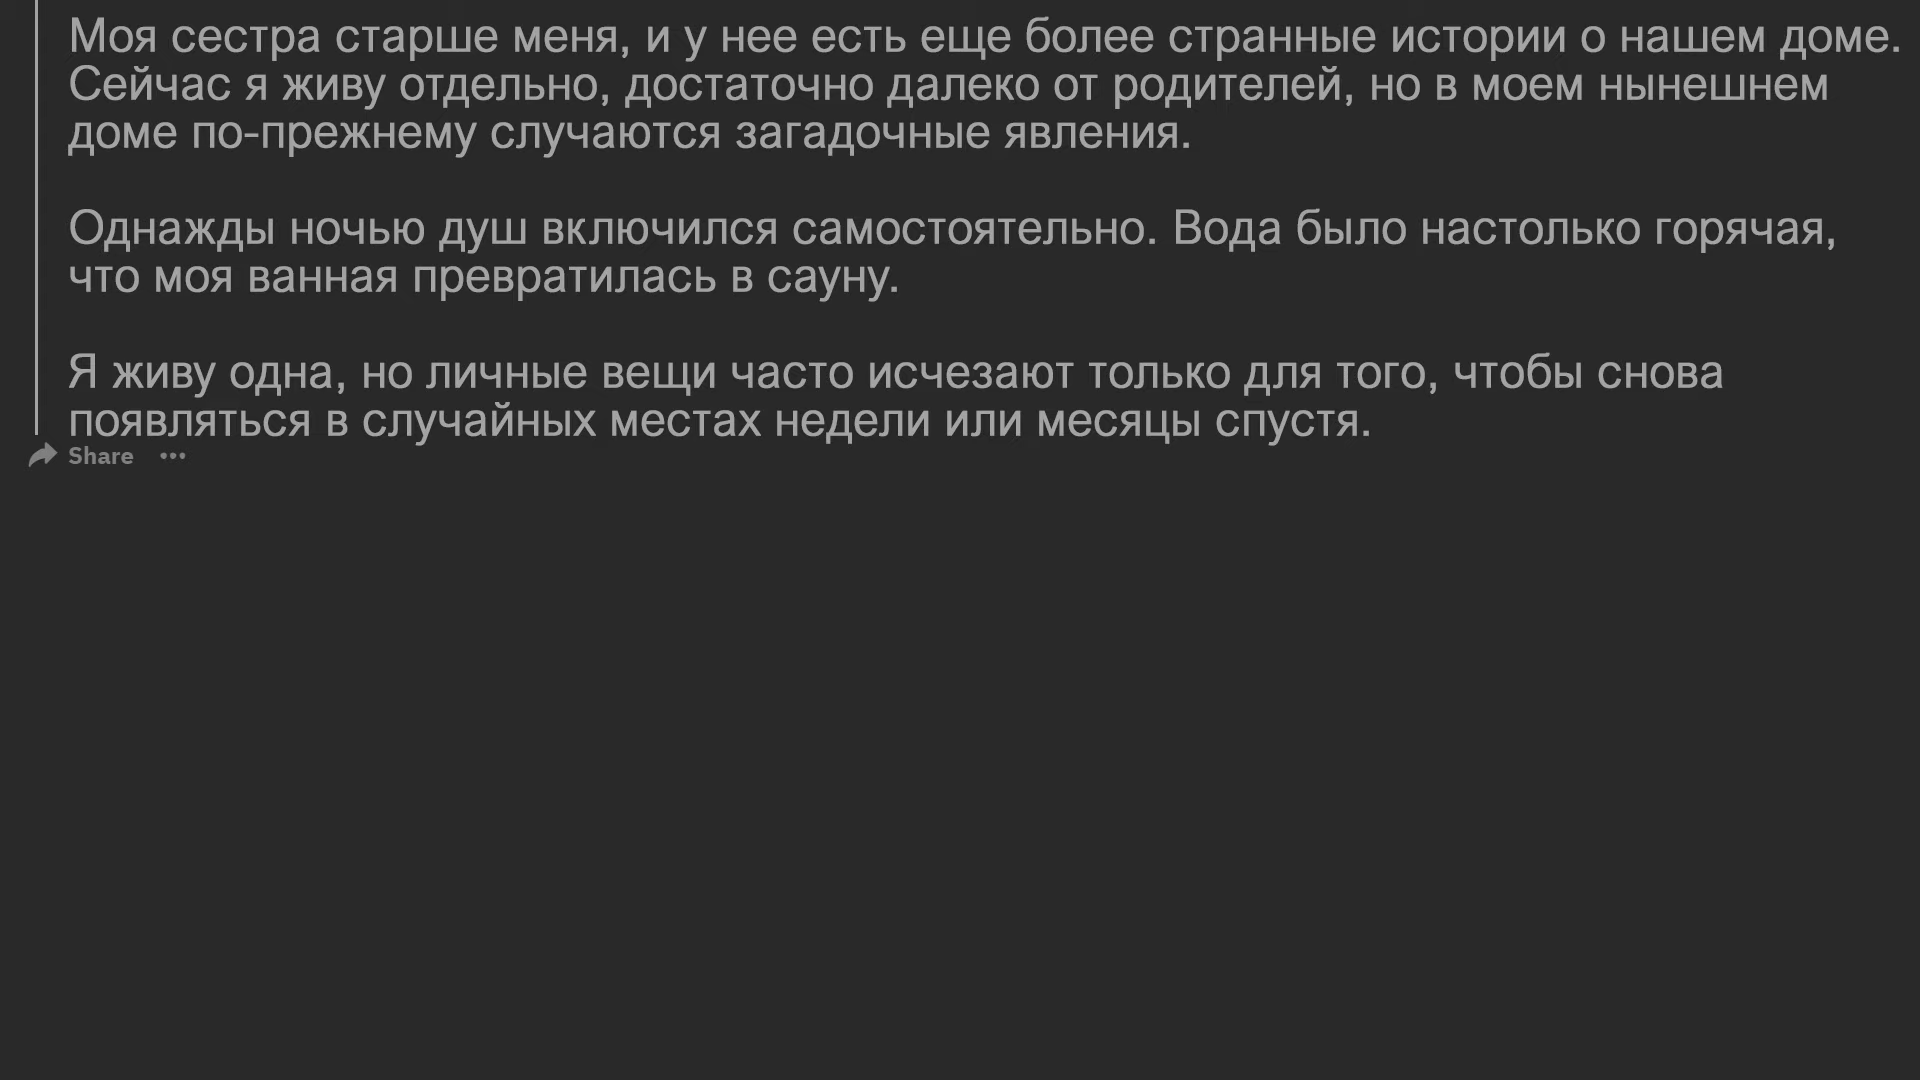 Моя сестра старше меня, и у нее есть еще более странные истории о нашем доме.
Сейчас я живу отдельно, достаточно далеко от родителей, но в моем нынешнем
доме по-прежнему случаются загадочные явления.
Однажды ночью душ включился самостоятельно. Вода было настолько горячая,
что моя ванная превратилась в сауну.
Я живу одна, но личные вещи часто исчезают только для того, чтобы снова
появляться в случайных местах недели или месяцы спустя.
Share •••